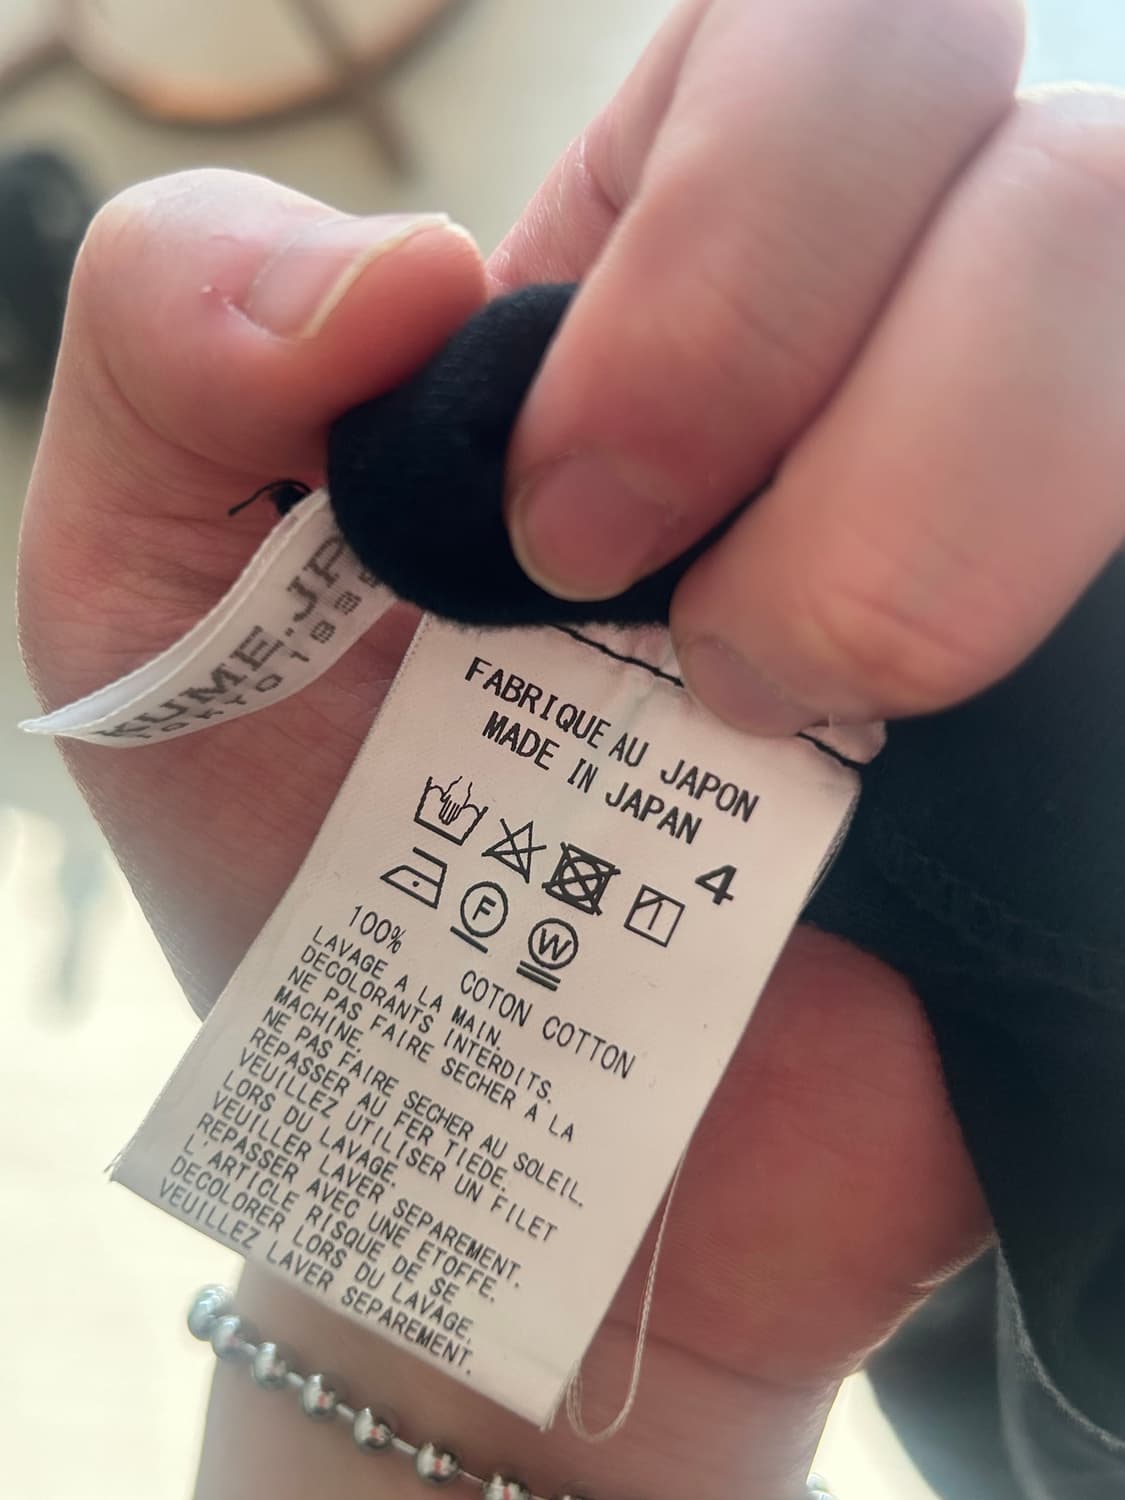 KUME.JP
TOKYO
FABRIQUE AU JAPON
MADE IN JAPAN
4
F
W
100% COTON COTTON
LAVAGE A LA MAIN.
DECOLORANTS INTERDITS.
NE PAS FAIRE SECHER A LA
MACHINE.
NE PAS FAIRE SECHER AU SOLEIL.
REPASSER AU FER TIEDE.
VEUILLEZ UTILISER UN FILET
LORS DU LAVAGE.
VEUILLER LAVER SEPAREMENT.
REPASSER AVEC UNE ETOFFE.
L'ARTICLE RISQUE DE SE
DECOLORER LORS DU LAVAGE.
VEUILLEZ LAVER SEPAREMENT.